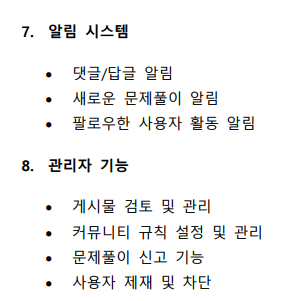 7. 알림 시스템
• 댓글/답글 알림
• 새로운 문제풀이 알림
• 팔로우한 사용자 활동 알림
8. 관리자 기능
• 게시물 검토 및 관리
• 커뮤니티 규칙 설정 및 관리
• 문제풀이 신고 기능
• 사용자 제재 및 차단